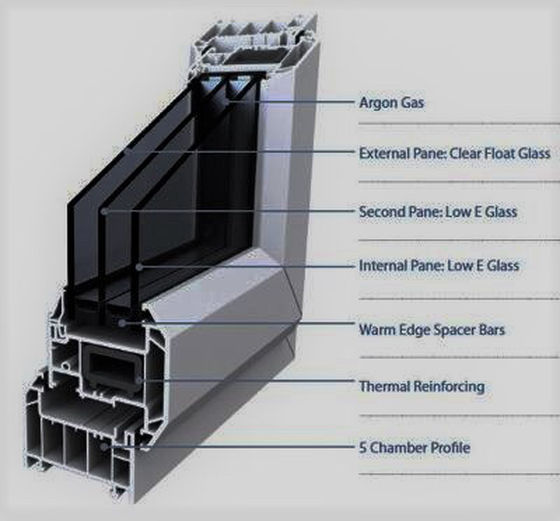 Argon Gas
External Pane: Clear Float Glass
Second Pane: Low E Glass
Internal Pane: Low E Glass
Warm Edge Spacer Bars
Thermal Reinforcing
5 Chamber Profile